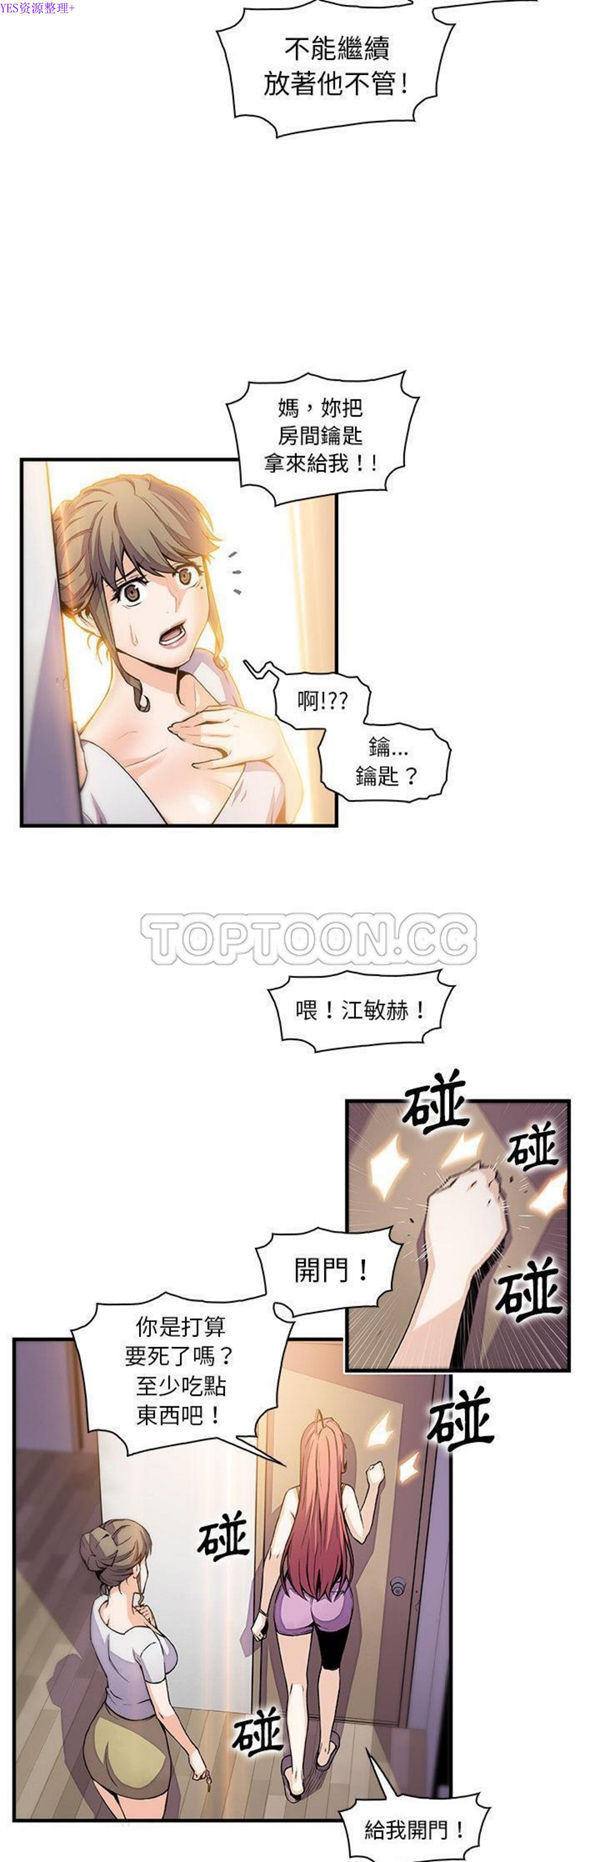 YES资源整理+
不能繼續
放著他不管!
媽，妳把
房間鑰匙
拿來給我！!
啊!??
鑰...
鑰匙？
TOPTOON.CC
喂！江敏赫！
碰
碰
碰
開門！
你是打算
要死了嗎？
至少吃點
東西吧！
碰
碰
碰
給我開門！